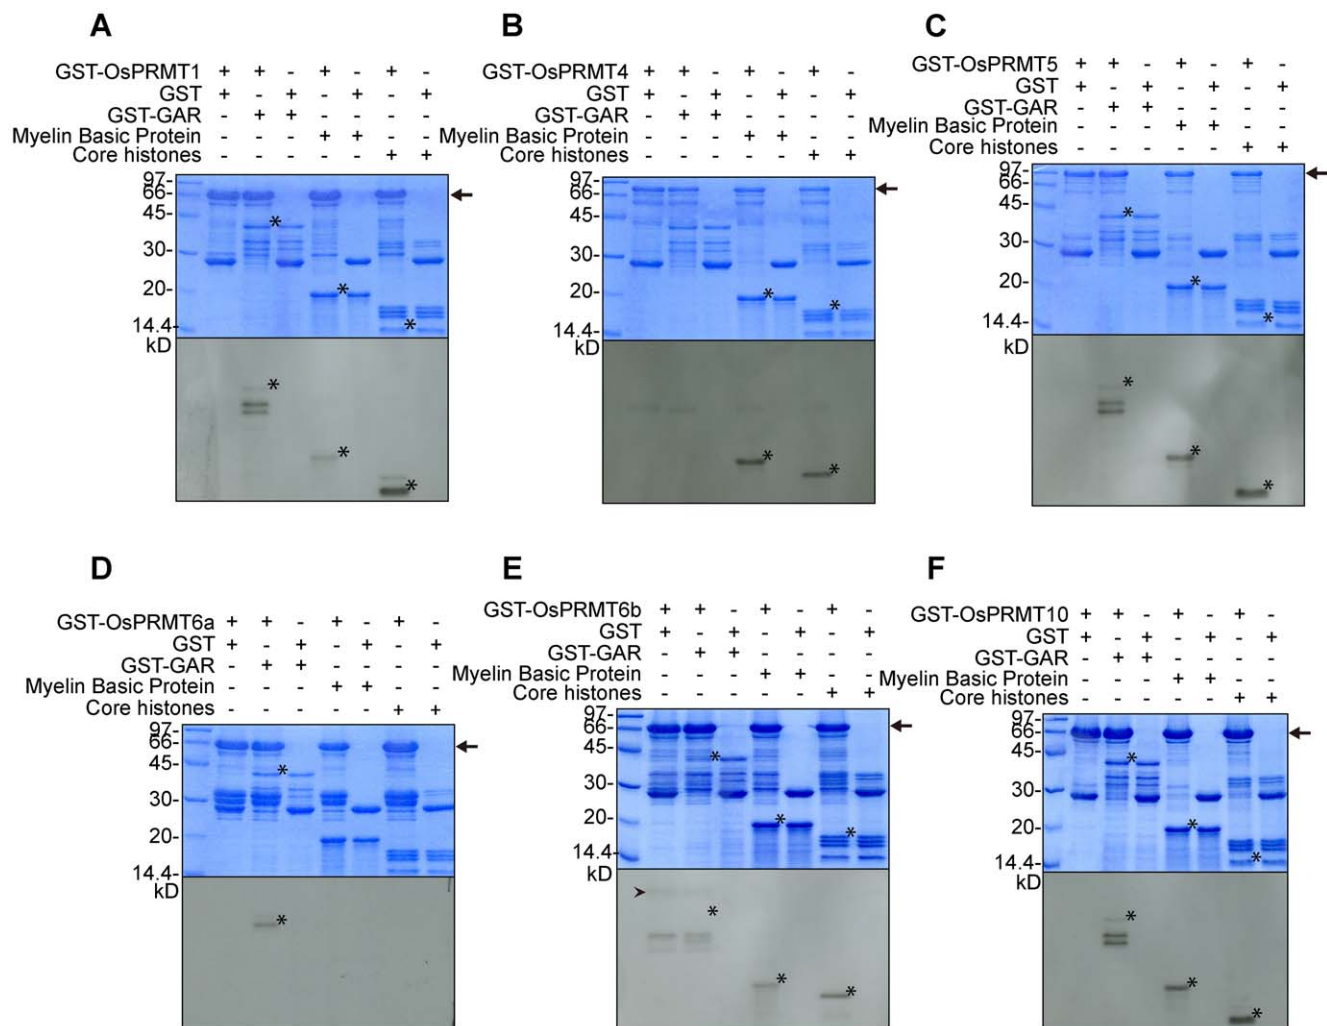 A
GST-OsPRMT1 + + - + - + -
GST + - + - + - +
GST-GAR - + + - - - -
Myelin Basic Protein - - - + + - -
Core histones - - - - - + +
97-
66-
45-
30-
20-
14.4-
kD
*
*
*
*
*
*
B
GST-OsPRMT4 + + - + - + -
GST + - + - + - +
GST-GAR - + + - - - -
Myelin Basic Protein - - - + + - -
Core histones - - - - - + +
97-
66-
45-
30-
20-
14.4-
kD
*
*
*
*
C
GST-OsPRMT5 + + - + - + -
GST + - + - + - +
GST-GAR - + + - - - -
Myelin Basic Protein - - - + + - -
Core histones - - - - - + +
97-
66-
45-
30-
20-
14.4-
kD
*
*
*
*
*
*
D
GST-OsPRMT6a + + - + - + -
GST + - + - + - +
GST-GAR - + + - - - -
Myelin Basic Protein - - - + + - -
Core histones - - - - - + +
97-
66-
45-
30-
20-
14.4-
kD
*
*
E
GST-OsPRMT6b + + - + - + -
GST + - + - + - +
GST-GAR - + + - - - -
Myelin Basic Protein - - - + + - -
Core histones - - - - - + +
97-
66-
45-
30-
20-
14.4-
kD
*
*
*
*
*
*
F
GST-OsPRMT10 + + - + - + -
GST + - + - + - +
GST-GAR - + + - - - -
Myelin Basic Protein - - - + + - -
Core histones - - - - - + +
97-
66-
45-
30-
20-
14.4-
kD
*
*
*
*
*
*